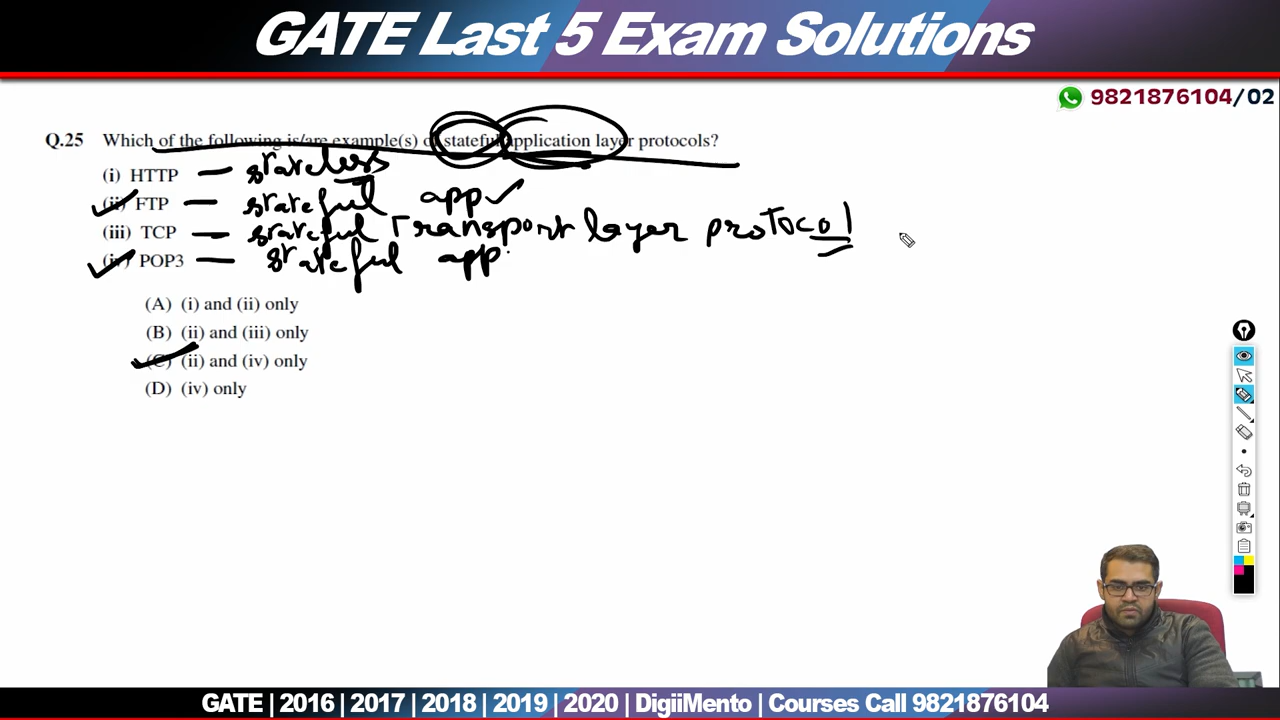 GATE Last 5 Exam Solutions
9821876104/02
Q.25 Which of the following is/are example(s) of stateful application layer protocols?
(i) HTTP — stateless
(ii) FTP — stateful app ✓
(iii) TCP — stateful Transport layer protocol
(iv) POP3 — stateful app.
(A) (i) and (ii) only
(B) (ii) and (iii) only
(C) (ii) and (iv) only
(D) (iv) only
GATE | 2016 | 2017 | 2018 | 2019 | 2020 | DigiiMento | Courses Call 9821876104